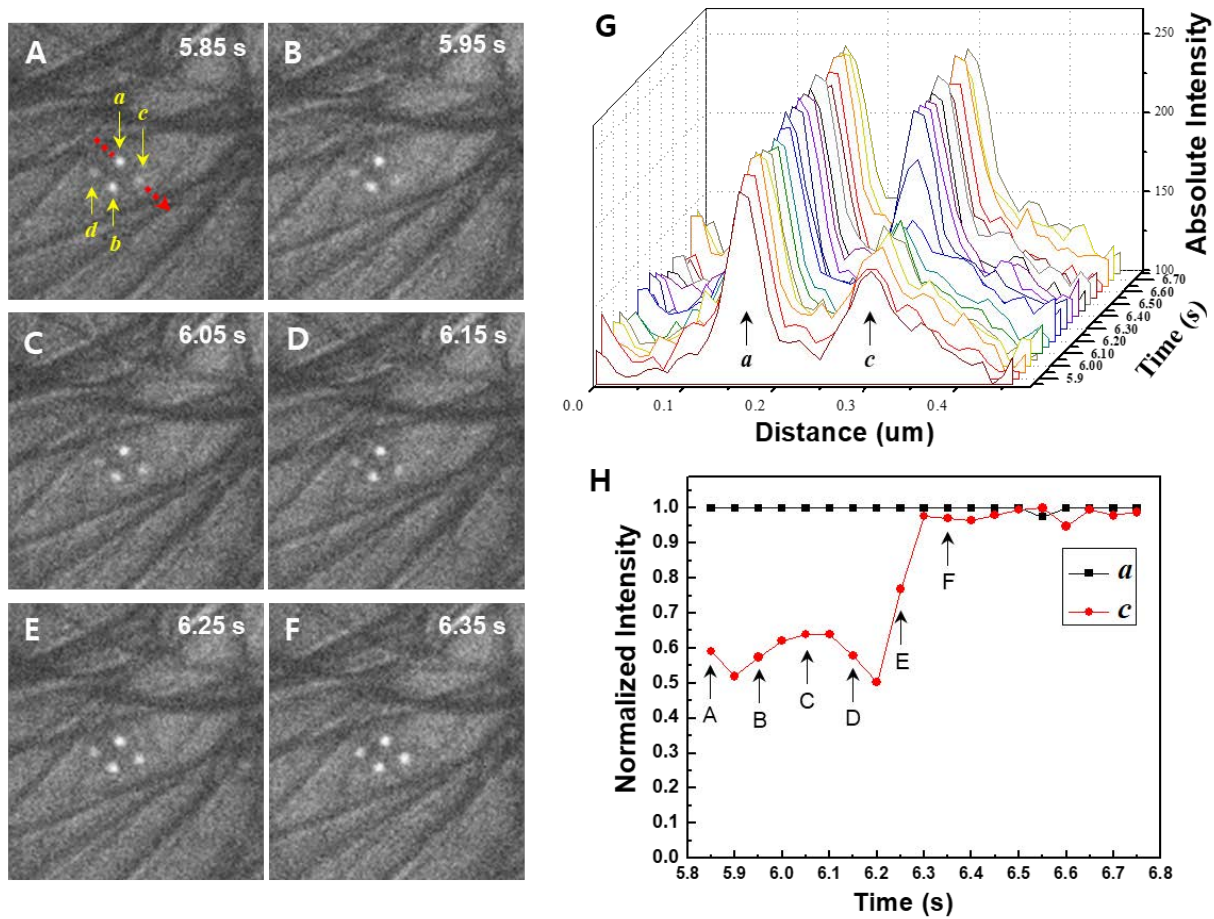 A
5.85 s
a
c
d
b
B
5.95 s
C
6.05 s
D
6.15 s
E
6.25 s
F
6.35 s
G
250
200
150
100
Absolute Intensity
6.70
6.60
6.50
6.40
6.30
6.20
6.10
6.00
5.9
Time (s)
a
c
0.0
0.1
0.2
0.3
0.4
Distance (um)
H
1.0
0.9
0.8
0.7
0.6
0.5
0.4
0.3
0.2
0.1
0.0
Normalized Intensity
A
B
C
D
E
F
a
c
5.8 5.9 6.0 6.1 6.2 6.3 6.4 6.5 6.6 6.7 6.8
Time (s)